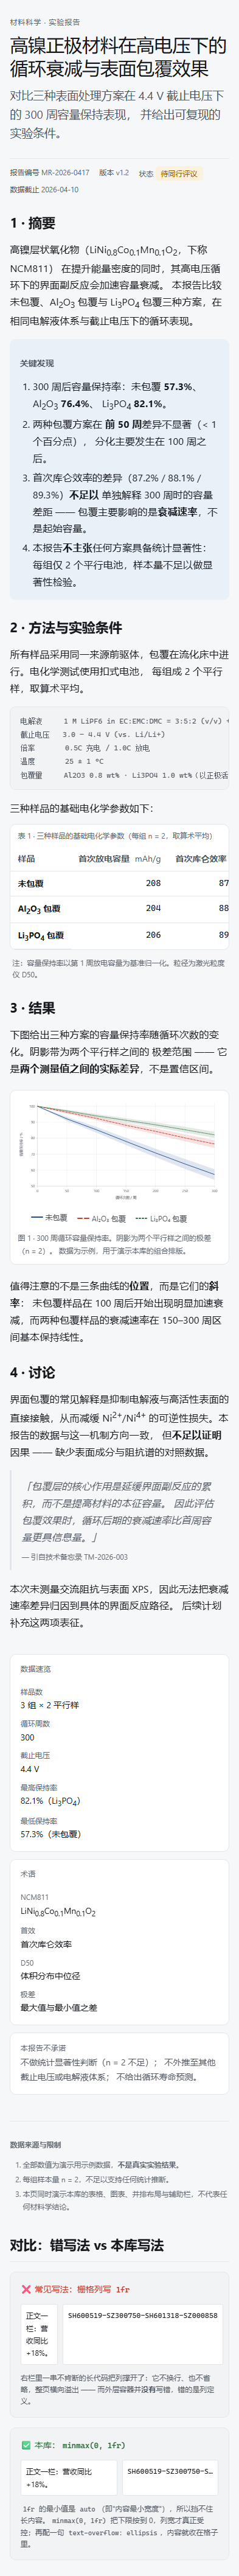 材料科学 · 实验报告
高镍正极材料在高电压下的
循环衰减与表面包覆效果
对比三种表面处理方案在 4.4 V 截止电压下
的 300 周容量保持表现， 并给出可复现的
实验条件。
报告编号 MR-2026-0417 版本 v1.2 状态 待同行评议
数据截止 2026-04-10
1 · 摘要
高镍层状氧化物（LiNi0.8Co0.1Mn0.1O2，下称
NCM811） 在提升能量密度的同时，其高电压循
环下的界面副反应会加速容量衰减。 本报告比较
未包覆、Al2O3 包覆与 Li3PO4 包覆三种方案，在
相同电解液体系与截止电压下的循环表现。
关键发现
1. 300 周后容量保持率：未包覆 57.3%、
Al2O3 76.4%、 Li3PO4 82.1%。
2. 两种包覆方案在 前 50 周差异不显著（< 1
个百分点）， 分化主要发生在 100 周之
后。
3. 首次库仑效率的差异（87.2% / 88.1% /
89.3%）不足以 单独解释 300 周时的容量
差距 —— 包覆主要影响的是衰减速率，不
是起始容量。
4. 本报告不主张任何方案具备统计显著性：
每组仅 2 个平行电池，样本量不足以做显
著性检验。
2 · 方法与实验条件
所有样品采用同一来源前驱体，包覆在流化床中进
行。电化学测试使用扣式电池， 每组成 2 个平行
样，取算术平均。
电解液 1 M LiPF6 in EC:EMC:DMC = 3:5:2 (v/v) +
截止电压 3.0 – 4.4 V (vs. Li/Li+)
倍率 0.5C 充电 / 1.0C 放电
温度 25 ± 1 °C
包覆量 Al2O3 0.8 wt% · Li3PO4 1.0 wt%（以正极活
三种样品的基础电化学参数如下：
表 1 · 三种样品的基础电化学参数（每组 n = 2，取算术平均）
样品 首次放电容量 mAh/g 首次库仑效率
未包覆 208 87
Al2O3 包覆 204 88
Li3PO4 包覆 206 89
注：容量保持率以第 1 周放电容量为基准归一化。粒径为激光粒度
仪 D50。
3 · 结果
下图给出三种方案的容量保持率随循环次数的变
化。阴影带为两个平行样之间的 极差范围 —— 它
是两个测量值之间的实际差异，不是置信区间。
100
90
80
70
60
50
0 50 100 150 200 250 300
未包覆 Al2O3 包覆 Li3PO4 包覆
图 1 · 300 周循环容量保持率。阴影为两个平行样之间的极差
（n = 2）。 数据为示例，用于演示本库的组合排版。
值得注意的不是三条曲线的位置，而是它们的斜
率： 未包覆样品在 100 周后开始出现明显加速衰
减，而两种包覆样品的衰减速率在 150–300 周区
间基本保持线性。
4 · 讨论
界面包覆的常见解释是抑制电解液与高活性表面的
直接接触，从而减缓 Ni2+/Ni4+ 的可逆性损失。本
报告的数据与这一机制方向一致， 但不足以证明
因果 —— 缺少表面成分与阻抗谱的对照数据。
「包覆层的核心作用是延缓界面副反应的累
积，而不是提高材料的本征容量。 因此评估
包覆效果时，循环后期的衰减速率比首周容
量更具信息量。」
— 引自技术备忘录 TM-2026-003
本次未测量交流阻抗与表面 XPS，因此无法把衰减
速率差异归因到具体的界面反应路径。 后续计划
补充这两项表征。
数据速览
样品数
3 组 × 2 平行样
循环周数
300
截止电压
4.4 V
最高保持率
82.1%（Li3PO4）
最低保持率
57.3%（未包覆）
术语
NCM811
LiNi0.8Co0.1Mn0.1O2
首效
首次库仑效率
D50
体积分布中位径
极差
最大值与最小值之差
本报告不承诺
不做统计显著性判断（n = 2 不足）； 不外推至其他
截止电压或电解液体系； 不给出循环寿命预测。
数据来源与限制
1. 全部数值为演示用示例数据，不是真实实验结果。
2. 每组样本量 n = 2，不足以支持任何统计推断。
3. 本页同时演示本库的表格、图表、并排布局与辅助栏，不代表任
何材料学结论。
对比：错写法 vs 本库写法
❌ 常见写法：栅格列写 1fr
正文一
栏：营
收同比
+18%。
SH600519-SZ300750-SH601318-SZ000858
右栏里一串不肯断的长代码把列撑开了：它不换行、也不省
略，整页横向溢出 —— 而外层容器并没有写错，错的是列定
义。
✅ 本库： minmax(0, 1fr)
正文一栏：营收同比
+18%。
SH600519-SZ300750-S…
1fr 的最小值是 auto（即“内容最小宽度”），所以挡不住
长内容。 minmax(0, 1fr) 把下限按到 0，列宽才真正受
控；再配一句 text-overflow: ellipsis ，内容就收在格子
里。